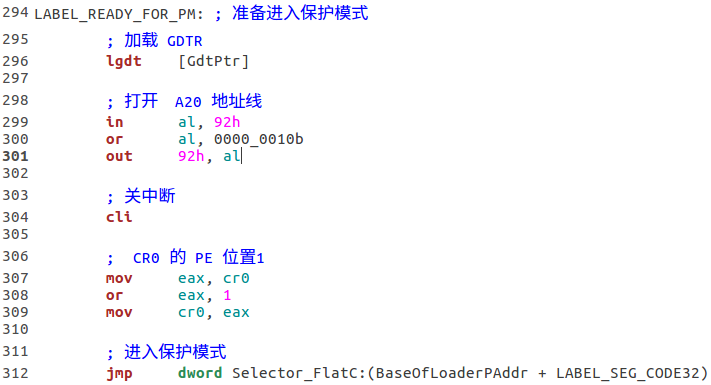 294 LABEL_READY_FOR_PM: ; 准备进入保护模式
295 ; 加载 GDTR
296 lgdt [GdtPtr]
297
298 ; 打开 A20 地址线
299 in al, 92h
300 or al, 0000_0010b
301 out 92h, al
302
303 ; 关中断
304 cli
305
306 ; CR0 的 PE 位置1
307 mov eax, cr0
308 or eax, 1
309 mov cr0, eax
310
311 ; 进入保护模式
312 jmp dword Selector_FlatC:(BaseOfLoaderPAddr + LABEL_SEG_CODE32)